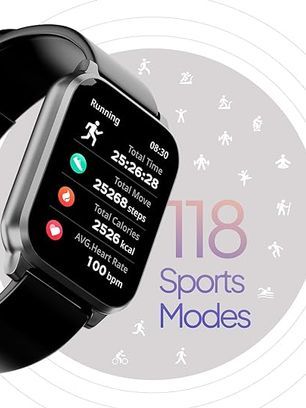 Running
08:30
Total Time
25:26:28
Total Move
25268 steps
Total Calories
2526 kcal
AVG.Heart Rate
100 bpm
118
Sports
Modes